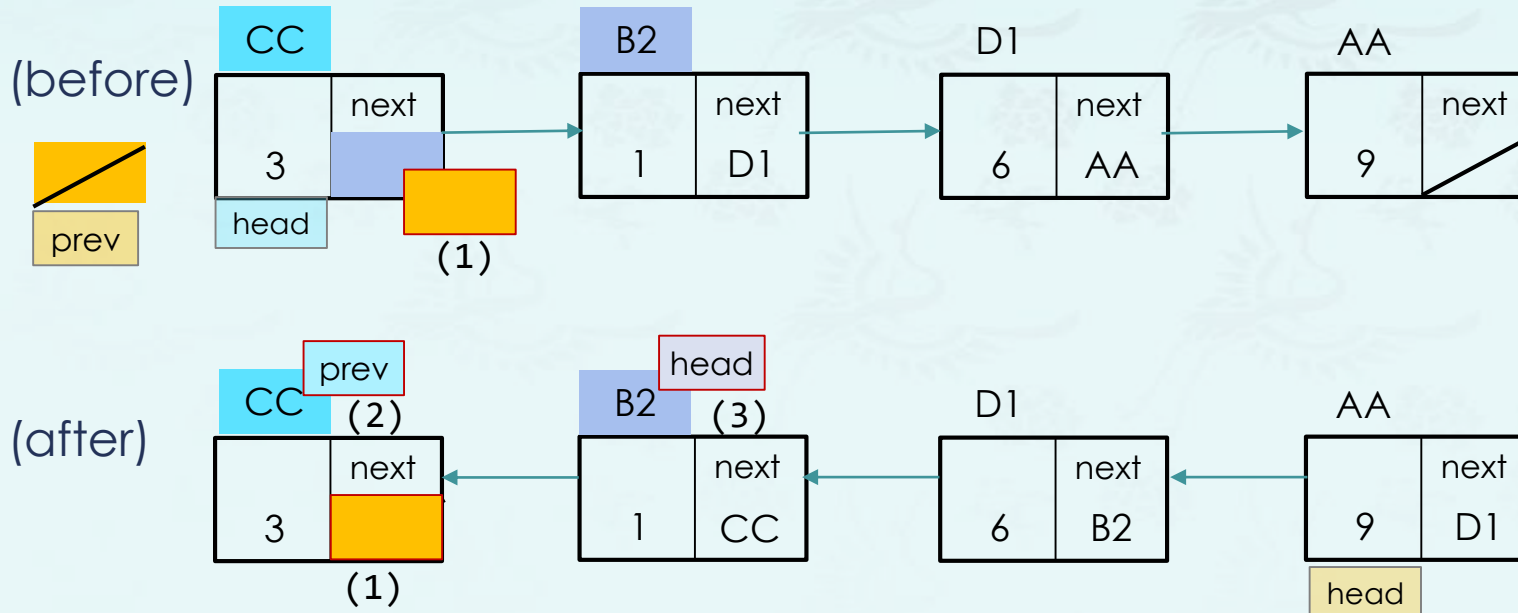 CC B2 D1 AA
(before)
next next next next
3 1 D1 6 AA 9
head
prev
(1)
prev head
CC B2 D1 AA
(2) (3)
(after)
next next next next
3 1 CC 6 B2 9 D1
(1)
head